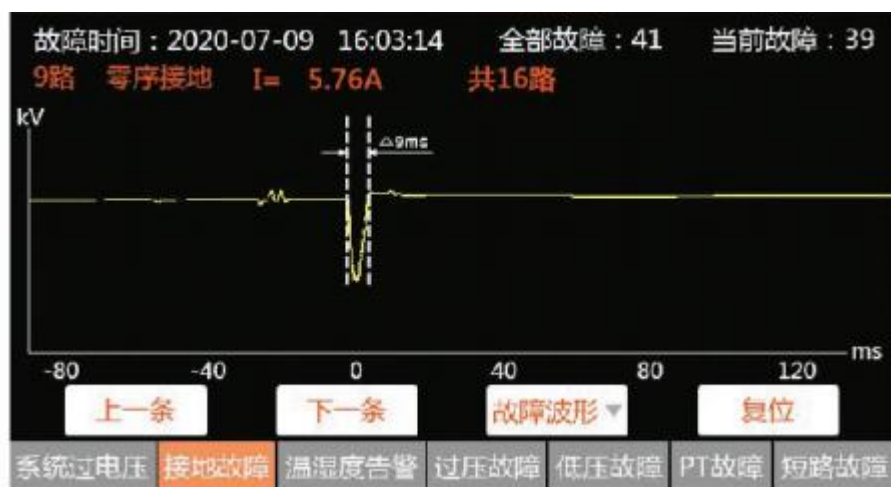 故障时间：2020-07-09 16:03:14 全部故障：41 当前故障：39
9路 零序接地 I= 5.76A 共16路
kV
△9ms
ms
-80 -40 0 40 80 120
上一条 下一条 故障波形 复位
系统过电压 接地故障 温湿度告警 过压故障 低压故障 PT故障 短路故障